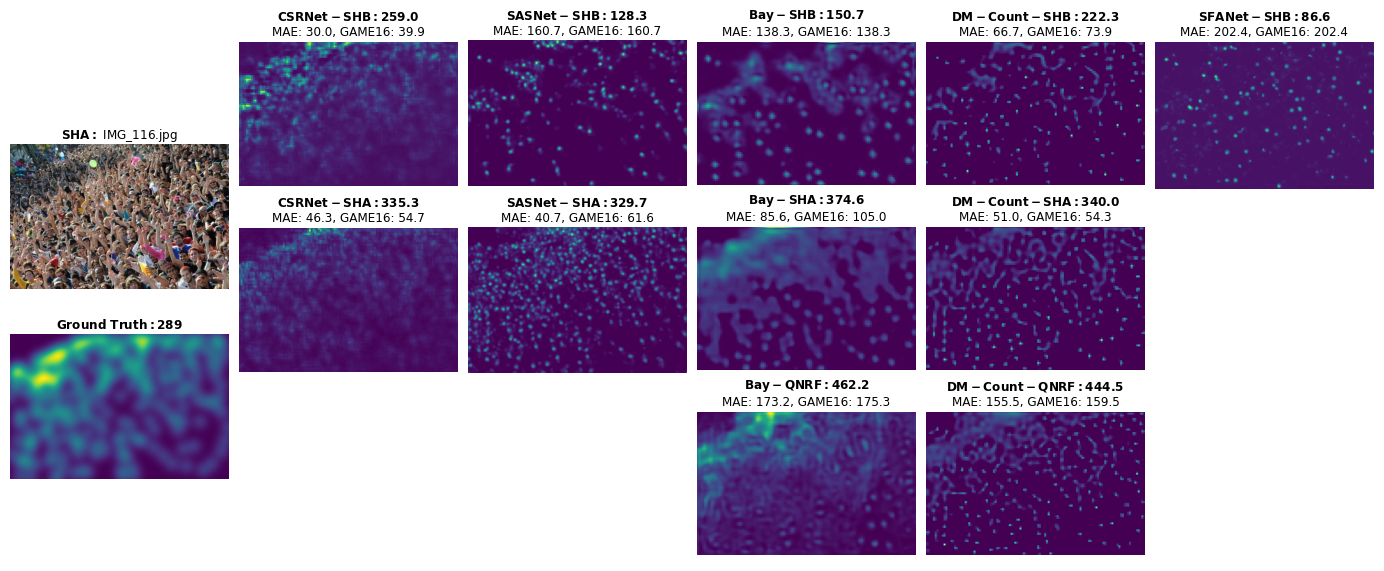 CSRNet − SHB : 259.0
MAE: 30.0, GAME16: 39.9
SASNet − SHB : 128.3
MAE: 160.7, GAME16: 160.7
Bay − SHB : 150.7
MAE: 138.3, GAME16: 138.3
DM − Count − SHB : 222.3
MAE: 66.7, GAME16: 73.9
SFANet − SHB : 86.6
MAE: 202.4, GAME16: 202.4
SHA : IMG_116.jpg
CSRNet − SHA : 335.3
MAE: 46.3, GAME16: 54.7
SASNet − SHA : 329.7
MAE: 40.7, GAME16: 61.6
Bay − SHA : 374.6
MAE: 85.6, GAME16: 105.0
DM − Count − SHA : 340.0
MAE: 51.0, GAME16: 54.3
Ground Truth : 289
Bay − QNRF : 462.2
MAE: 173.2, GAME16: 175.3
DM − Count − QNRF : 444.5
MAE: 155.5, GAME16: 159.5